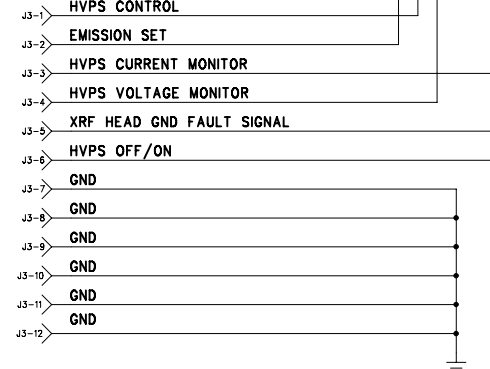 J3-1 HVPS CONTROL
J3-2 EMISSION SET
J3-3 HVPS CURRENT MONITOR
J3-4 HVPS VOLTAGE MONITOR
J3-5 XRF HEAD GND FAULT SIGNAL
J3-6 HVPS OFF/ON
J3-7 GND
J3-8 GND
J3-9 GND
J3-10 GND
J3-11 GND
J3-12 GND